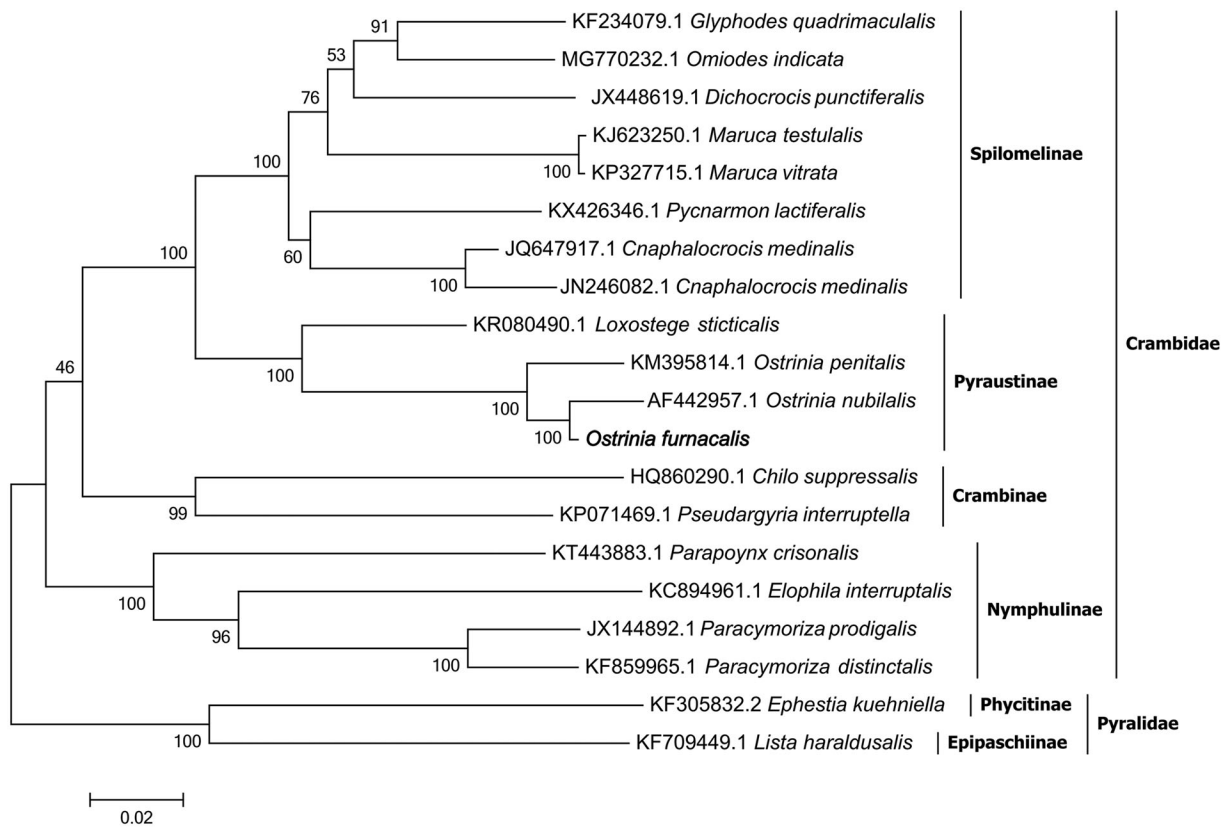 91 KF234079.1 Glyphodes quadrimaculalis
53 MG770232.1 Omiodes indicata
76 JX448619.1 Dichocrocis punctiferalis
KJ623250.1 Maruca testulalis
Spilomelinae
100 100 KP327715.1 Maruca vitrata
KX426346.1 Pycnarmon lactiferalis
100 60 JQ647917.1 Cnaphalocrocis medinalis
100 JN246082.1 Cnaphalocrocis medinalis
KR080490.1 Loxostege sticticalis
Crambidae
46 100 KM395814.1 Ostrinia penitalis
Pyraustinae
100 AF442957.1 Ostrinia nubilalis
100 Ostrinia furnacalis
HQ860290.1 Chilo suppressalis
Crambinae
99 KP071469.1 Pseudargyria interruptella
KT443883.1 Parapoynx crisonalis
100 KC894961.1 Elophila interruptalis
Nymphulinae
96 JX144892.1 Paracymoriza prodigalis
100 KF859965.1 Paracymoriza distinctalis
KF305832.2 Ephestia kuehniella Phycitinae
Pyralidae
100 KF709449.1 Lista haraldusalis Epipaschiinae
0.02